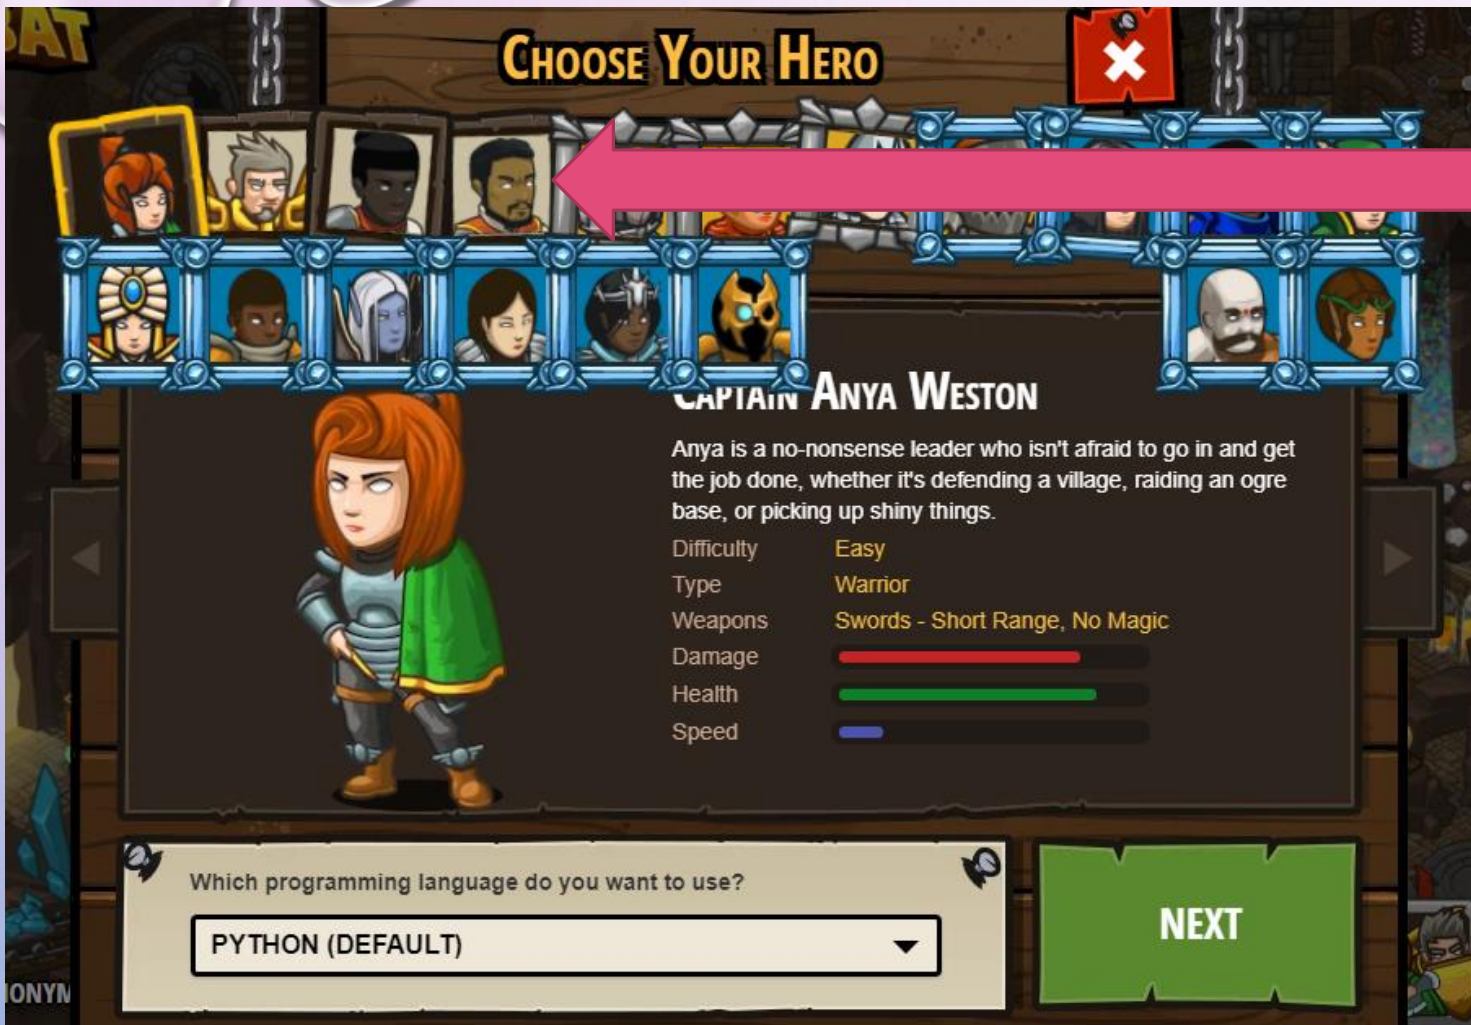 CHOOSE YOUR HERO
CAPTAIN ANYA WESTON
Anya is a no-nonsense leader who isn't afraid to go in and get
the job done, whether it's defending a village, raiding an ogre
base, or picking up shiny things.
Difficulty Easy
Type Warrior
Weapons Swords - Short Range, No Magic
Damage
Health
Speed
Which programming language do you want to use?
PYTHON (DEFAULT)
NEXT